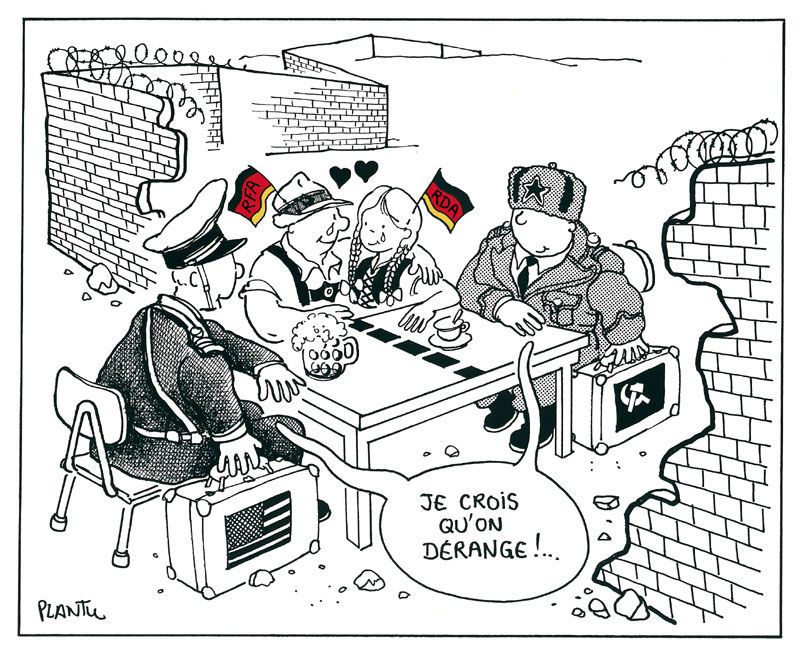 RFA
RDA
JE CROIS
QU'ON
DÉRANGE !...
PLANTU